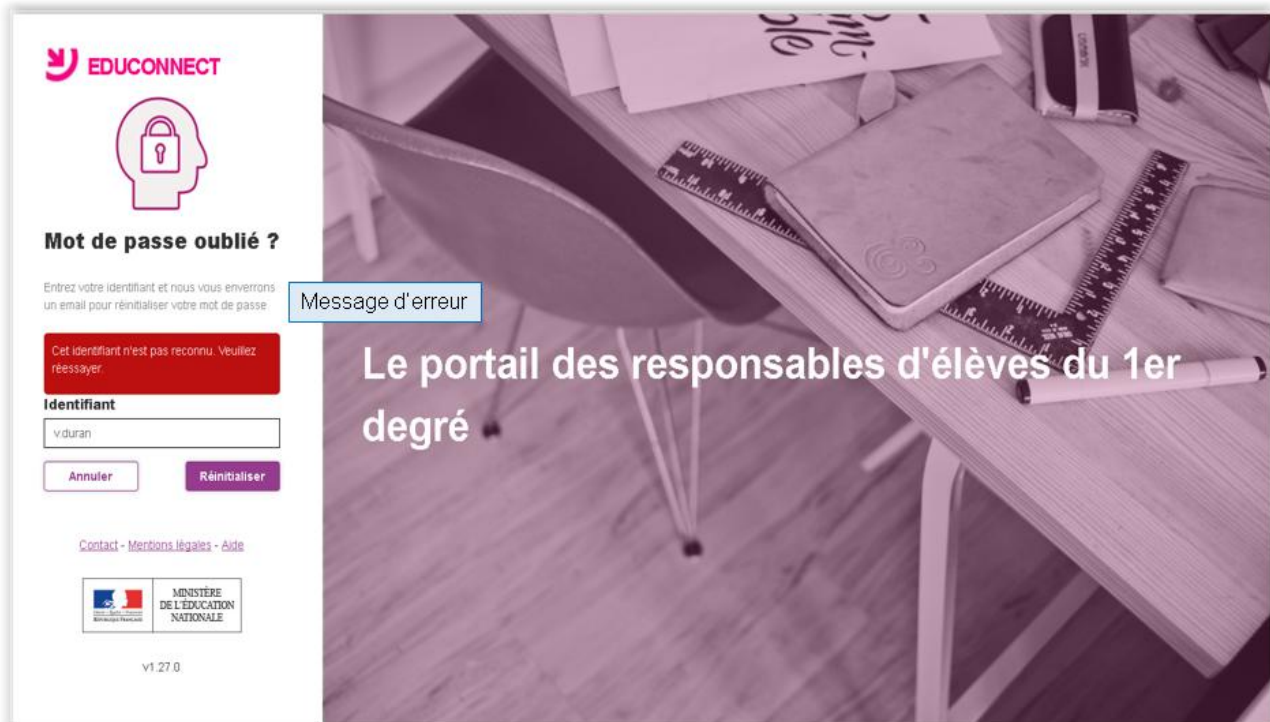 EDUCONNECT
Mot de passe oublié ?
Entrez votre identifiant et nous vous enverrons
un email pour réinitialiser votre mot de passe
Message d'erreur
Cet identifiant n'est pas reconnu. Veuillez
réessayer.
Identifiant
v.duran
Annuler
Réinitialiser
Contact - Mentions légales - Aide
MINISTÈRE
DE L'ÉDUCATION
NATIONALE
v1.27.0
Le portail des responsables d'élèves du 1er
degré